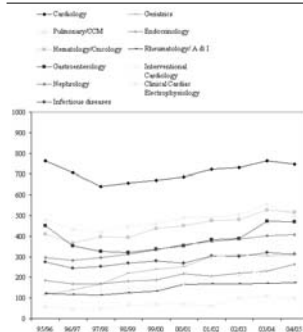 Cardiology
Geriatrics
Pulmonary/CCM
Endocrinology
Hematology/Oncology
Rheumatology/ A & I
Gastroenterology
Interventional
Cardiology
Nephrology
Clinical Cardiac
Electrophysiology
Infectious diseases
1000
900
800
700
600
500
400
300
200
100
0
95/96 96/97 97/98 98/99 99/00 00/01 01/02 02/03 03/04 04/05